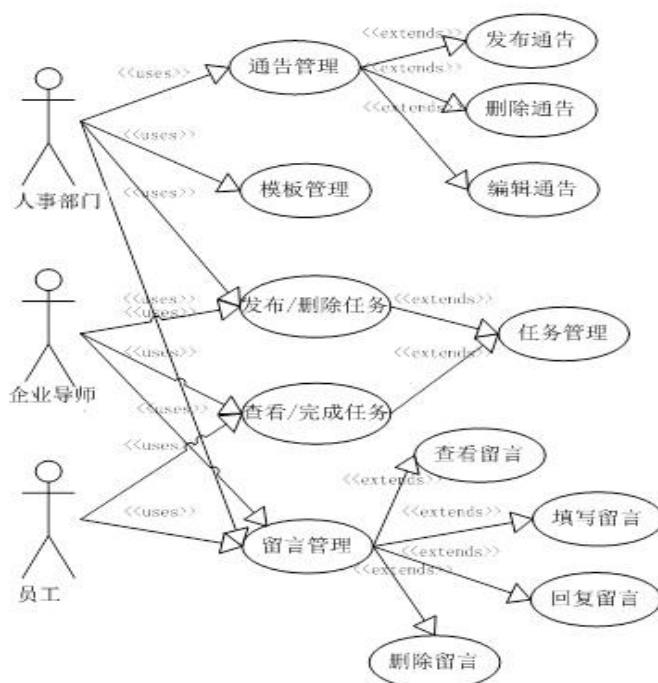 <<extends>>
发布通告
<<uses>>
通告管理
<<extends>>
删除通告
<<extends>>
<<uses>>
模板管理
编辑通告
人事部门
<<uses>>
<<uses>>
<<uses>>
发布/删除任务
<<extends>>
任务管理
<<uses>>
<<extends>>
企业导师
<<uses>>
查看/完成任务
<<uses>>
查看留言
<<extends>>
<<uses>>
<<extends>>
填写留言
留言管理
<<extends>>
<<extends>>
员工
回复留言
删除留言